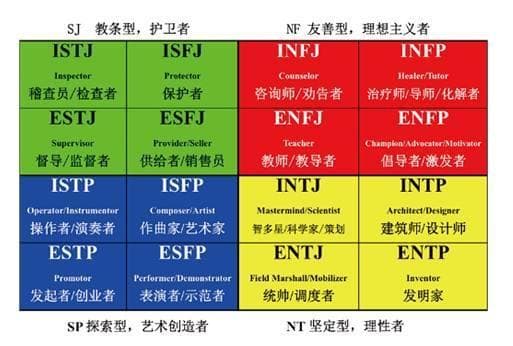 SJ 教条型，护卫者
NF 友善型，理想主义者
ISTJ
Inspector
稽查员/检查者
ISFJ
Protector
保护者
INFJ
Counselor
咨询师/劝告者
INFP
Healer/Tutor
治疗师/导师/化解者
ESTJ
Supervisor
督导/监督者
ESFJ
Provider/Seller
供给者/销售员
ENFJ
Teacher
教师/教导者
ENFP
Champion/Advocator/Motivator
倡导者/激发者
ISTP
Operator/Instrumentor
操作者/演奏者
ISFP
Composer/Artist
作曲家/艺术家
INTJ
Mastermind/Scientist
智多星/科学家/策划
INTP
Architect/Designer
建筑师/设计师
ESTP
Promotor
发起者/创业者
ESFP
Performer/Demonstrator
表演者/示范者
ENTJ
Field Marshall/Mobilizer
统帅/调度者
ENTP
Inventor
发明家
SP 探索型，艺术创造者
NT 坚定型，理性者